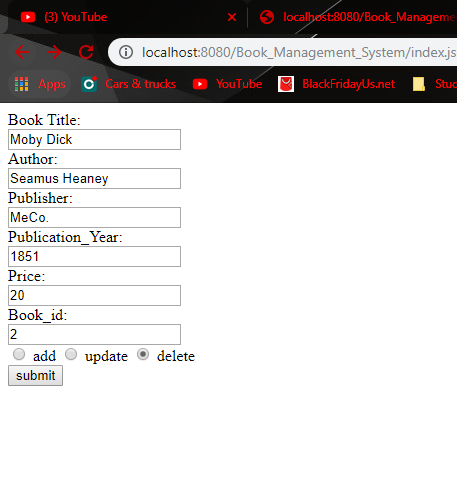 (3) YouTube
localhost:8080/Book_Manageme
localhost:8080/Book_Management_System/index.js
Apps Cars & trucks YouTube BlackFridayUs.net Stud
Book Title:
Moby Dick
Author:
Seamus Heaney
Publisher:
MeCo.
Publication_Year:
1851
Price:
20
Book_id:
2
add update delete
submit